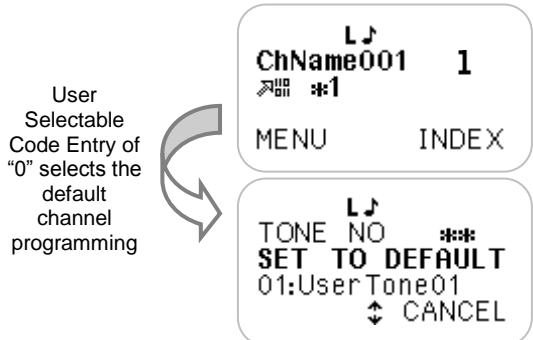 User
Selectable
Code Entry of
“0” selects the
default
channel
programming
L♪
ChName001 1
*1
MENU INDEX
L♪
TONE NO **
SET TO DEFAULT
01:UserTone01
CANCEL